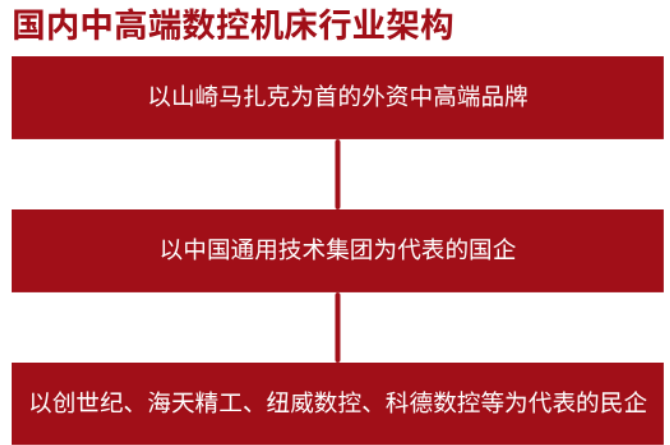 国内中高端数控机床行业架构
以山崎马扎克为首的外资中高端品牌
以中国通用技术集团为代表的国企
以创世纪、海天精工、纽威数控、科德数控等为代表的民企